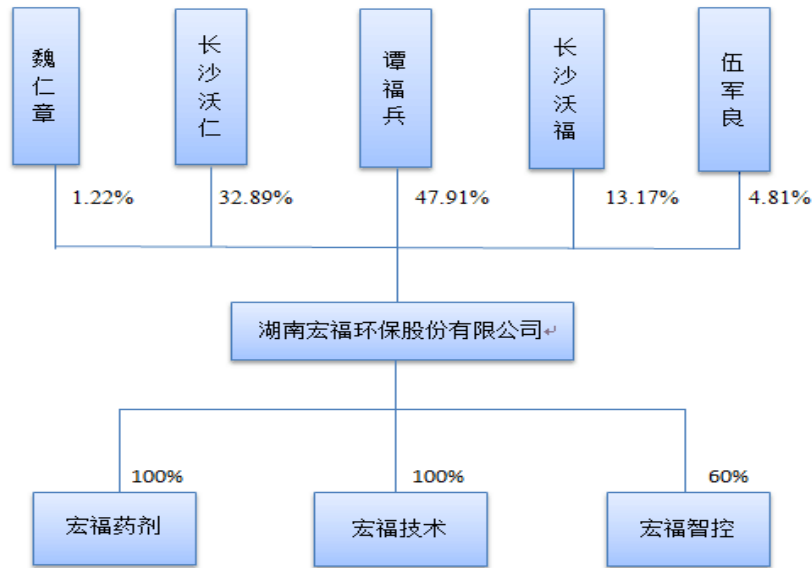 魏仁章
长沙沃仁
谭福兵
长沙沃福
伍军良
1.22%
32.89%
47.91%
13.17%
4.81%
湖南宏福环保股份有限公司
100%
100%
60%
宏福药剂
宏福技术
宏福智控